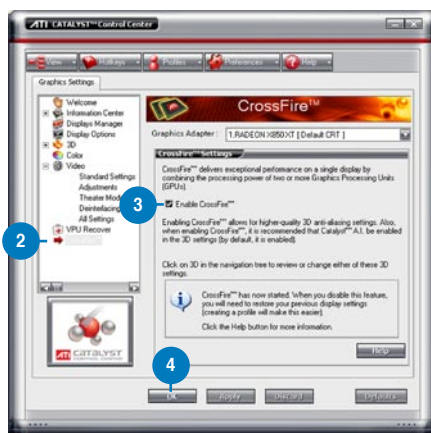 ATI CATALYST™ Control Center
View
Hotkeys
Profiles
Preferences
Help
Graphics Settings
Welcome
Information Center
Displays Manager
Display Options
3D
Color
Video
Standard Settings
Adjustments
Theater Mode
Deinterlacing
All Settings
VPU Recover
2
CrossFire™
Graphics Adapter :
1.RADEON X850 XT [ Default CRT ]
CrossFire™ Settings
CrossFire™ delivers exceptional performance on a single display by
combining the processing power of two or more Graphics Processing Units
(GPUs).
3
Enable CrossFire™
Enabling CrossFire™ allows for higher-quality 3D anti-aliasing settings. Also,
when enabling CrossFire™, it is recommended that Catalyst™ A.I. be enabled
in the 3D settings (by default, it is enabled).
Click on 3D in the navigation tree to review or change either of these 3D
settings.
CrossFire™ has now started. When you disable this feature,
you will need to restore your previous display settings
(creating a profile will make this easier).
Click the Help button for more information.
Help
ATI CATALYST
CONTROL CENTER
4
OK
Apply
Discard
Defaults